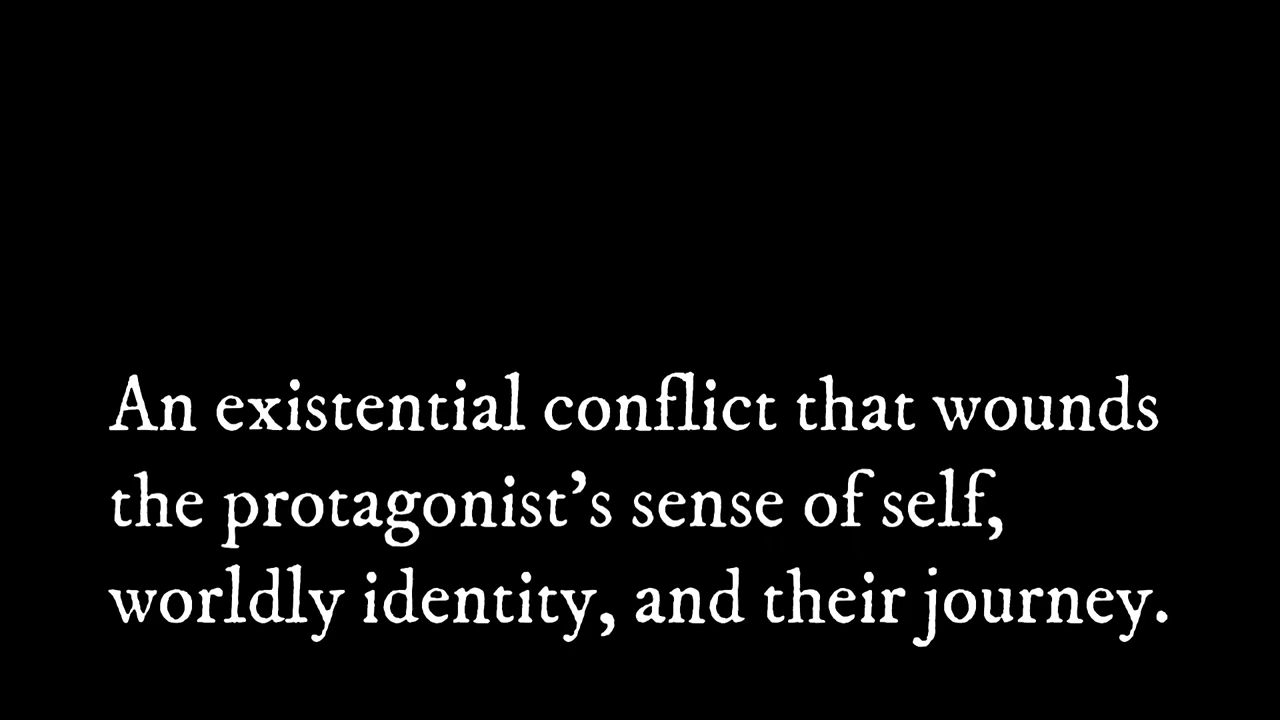 An existential conflict that wounds
the protagonist’s sense of self,
worldly identity, and their journey.